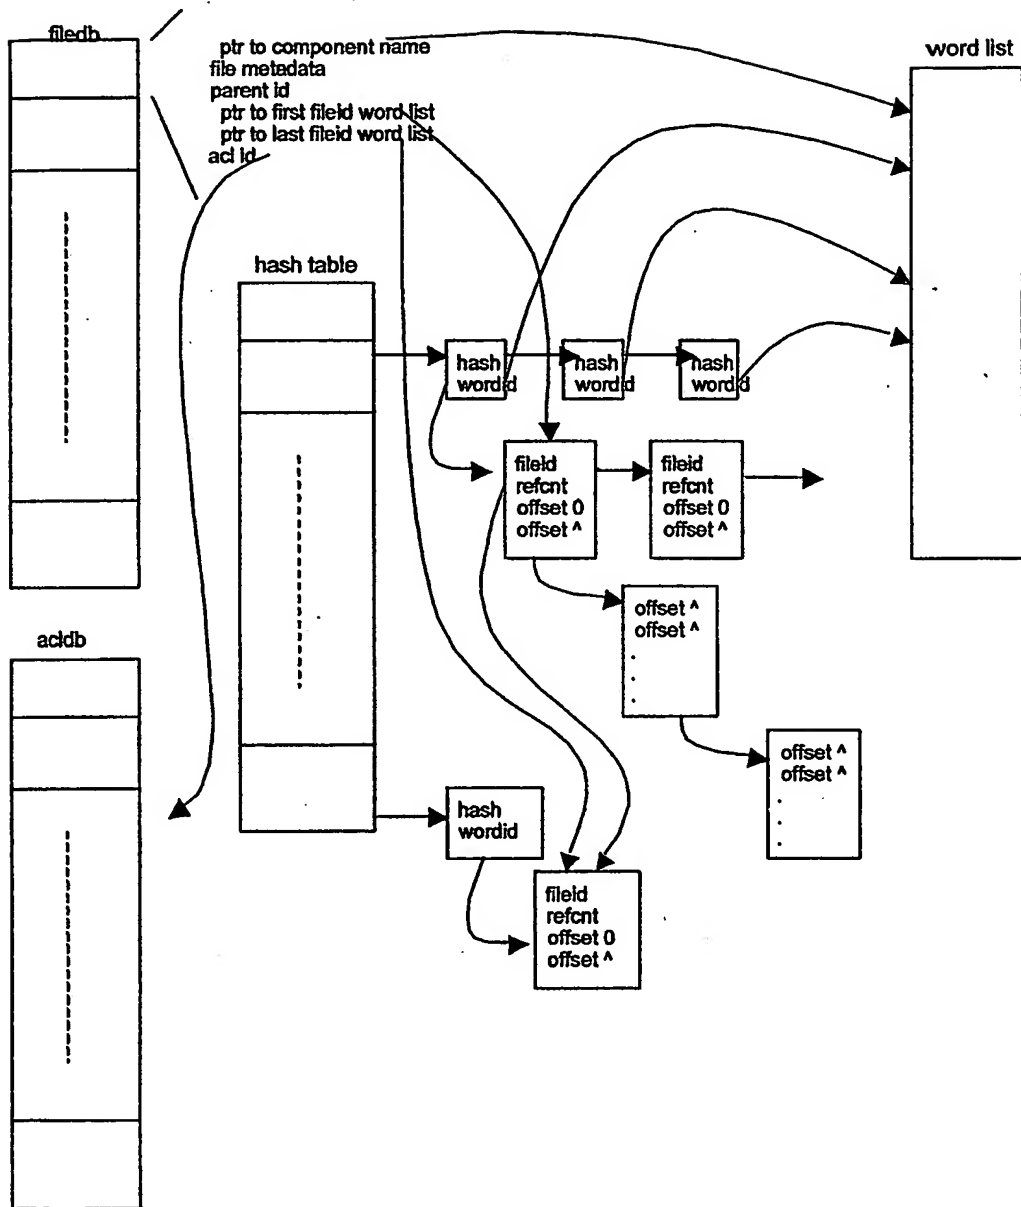 filedb
ptr to component name
file metadata
parent id
ptr to first fileid word list
ptr to last fileid word list
acl id
word list
hash table
hash
wordid
hash
wordid
hash
wordid
fileid
refcnt
offset 0
offset ^
fileid
refcnt
offset 0
offset ^
offset ^
offset ^
.
.
.
acldb
offset ^
offset ^
.
.
.
hash
wordid
fileid
refcnt
offset 0
offset ^